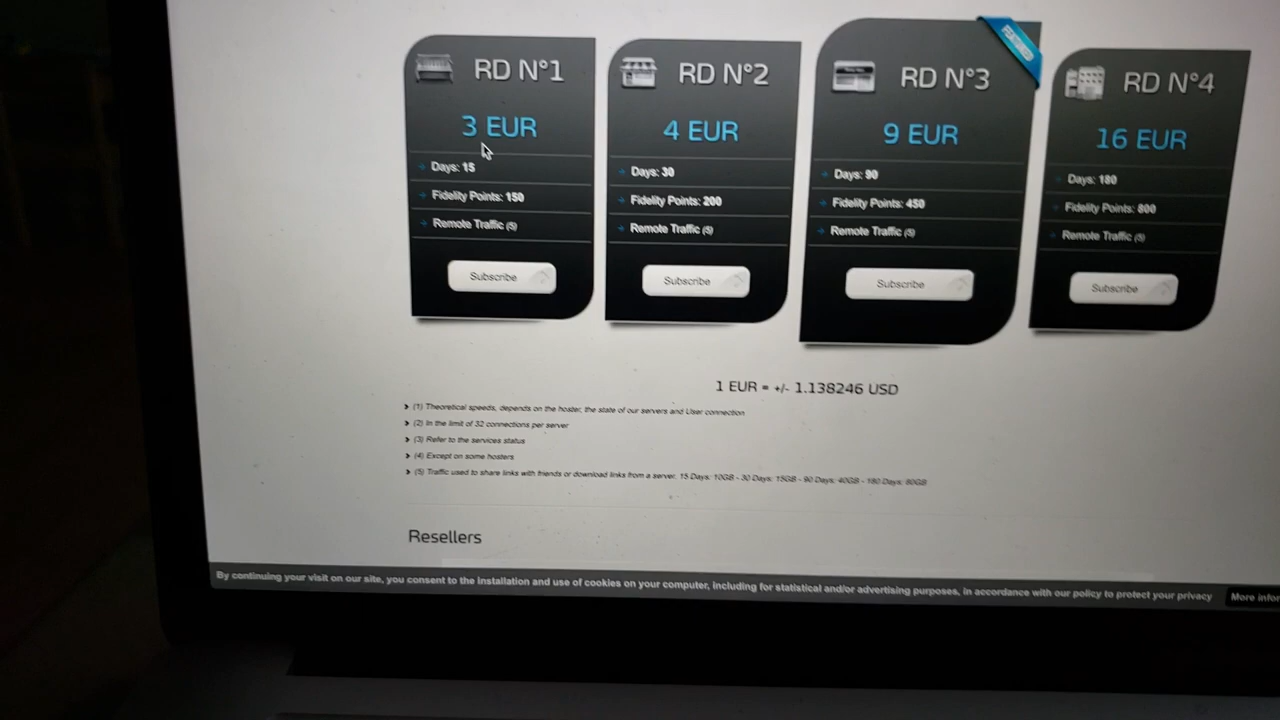 RD N°1
3 EUR
Days: 15
Fidelity Points: 150
Remote Traffic (5)
Subscribe
RD N°2
4 EUR
Days: 30
Fidelity Points: 200
Remote Traffic (5)
Subscribe
RD N°3
9 EUR
Days: 90
Fidelity Points: 450
Remote Traffic (5)
Subscribe
RD N°4
16 EUR
Days: 180
Fidelity Points: 800
Remote Traffic (5)
Subscribe
1 EUR = +/- 1.138246 USD
(1) Theoretical speeds, depends on the hoster, the state of our servers and User connection
(2) In the limit of 32 connections per server
(3) Refer to the services status
(4) Except on some hosters
(5) Traffic used to share links with friends or download links from a server. 15 Days: 10GB - 30 Days: 15GB - 90 Days: 40GB - 180 Days: 80GB
Resellers
By continuing your visit on our site, you consent to the installation and use of cookies on your computer, including for statistical and/or advertising purposes, in accordance with our policy to protect your privacy
More infor